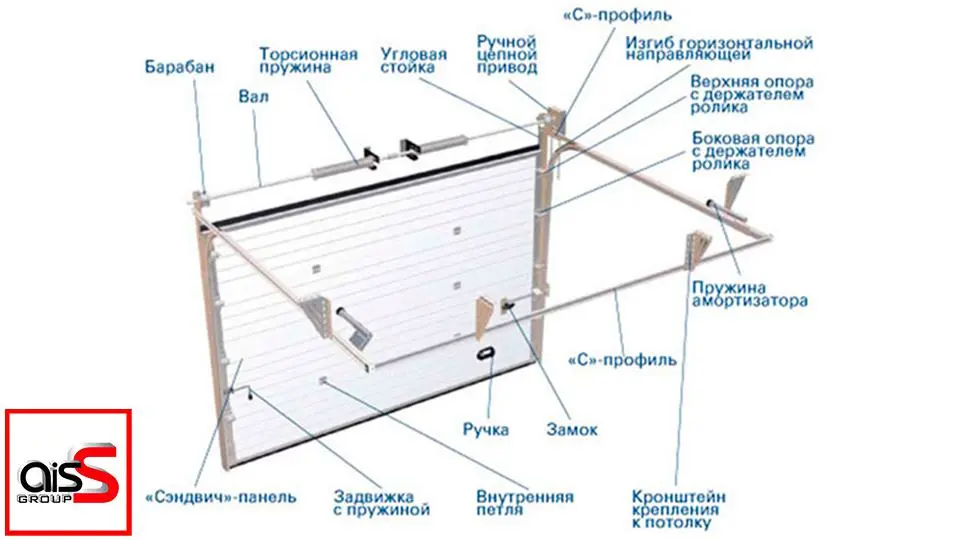 «С»-профиль
Ручной
цепной
привод
Изгиб горизонтальной
направляющей
Торсионная
пружина
Угловая
стойка
Барабан
Вал
Верхняя опора
с держателем
ролика
Боковая опора
с держателем
ролика
Пружина
амортизатора
«С»-профиль
Ручка
Замок
«Сэндвич»-панель
Задвижка
с пружиной
Внутренняя
петля
Кронштейн
крепления
к потолку
aisS
GROUP